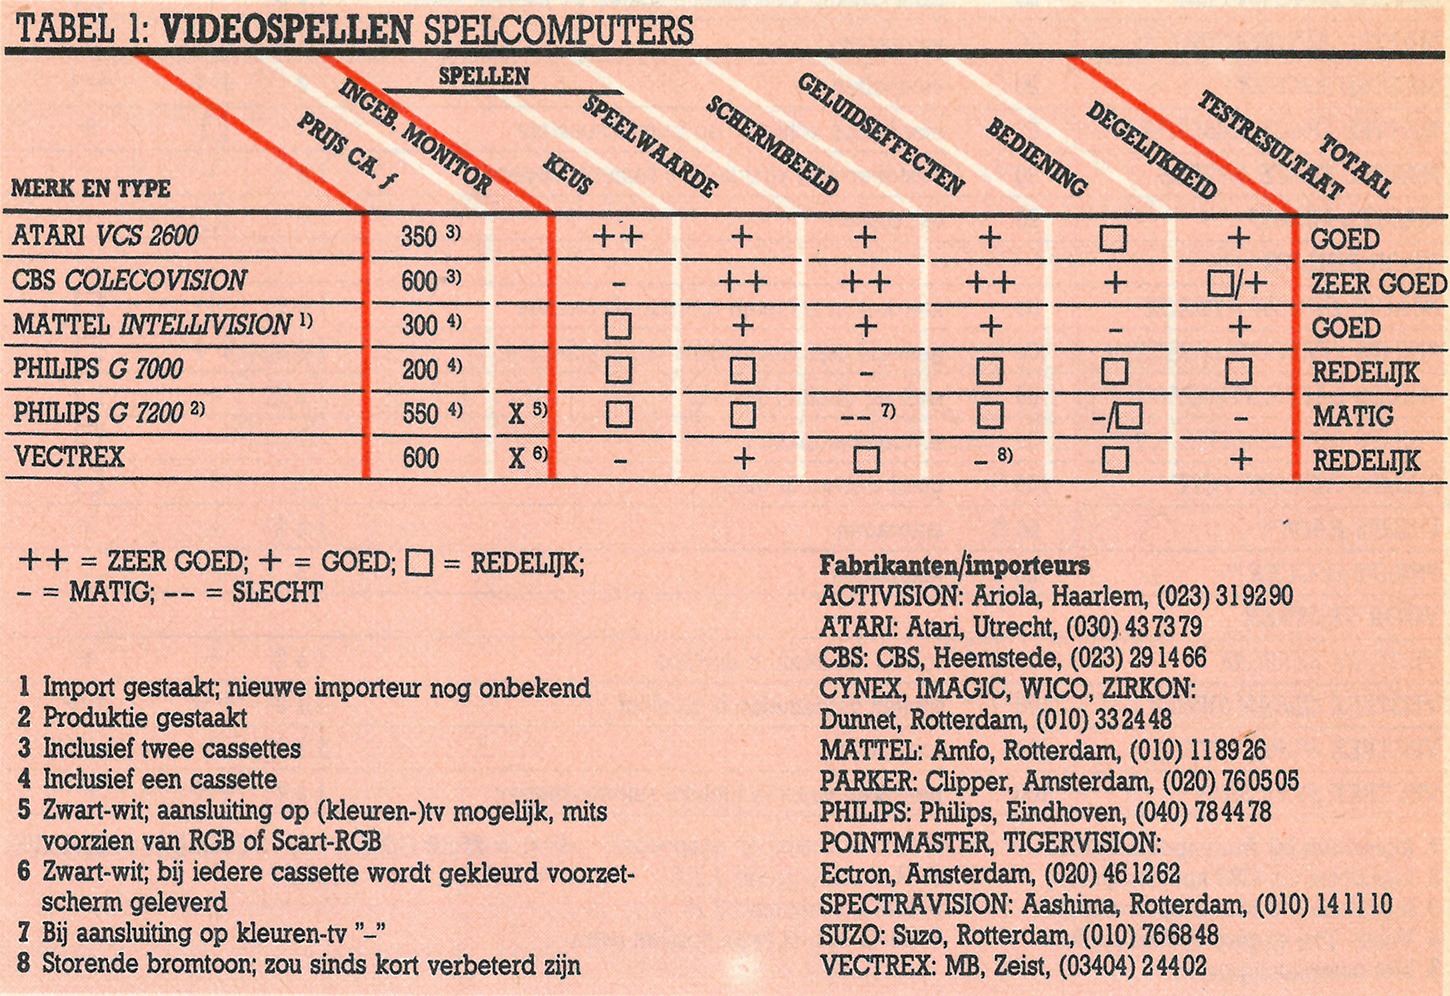 TABEL 1: VIDEOSPELLEN SPELCOMPUTERS
SPELLEN
MERK EN TYPE PRIJS CA. ƒ INGEB. MONITOR KEUS SPEELWAARDE SCHERMBEELD GELUIDSEFFECTEN BEDIENING DEGELIJKHEID TESTRESULTAAT TOTAAL
ATARI VCS 2600 350 3) ++ + + + □ + GOED
CBS COLECOVISION 600 3) – ++ ++ ++ + □/+ ZEER GOED
MATTEL INTELLIVISION 1) 300 4) □ + + + – + GOED
PHILIPS G 7000 200 4) □ □ – □ □ □ REDELIJK
PHILIPS G 7200 2) 550 4) X 5) □ □ –– 7) □ –/□ – MATIG
VECTREX 600 X 6) – + □ – 8) □ + REDELIJK
++ = ZEER GOED; + = GOED; □ = REDELIJK;
– = MATIG; –– = SLECHT
1 Import gestaakt; nieuwe importeur nog onbekend
2 Produktie gestaakt
3 Inclusief twee cassettes
4 Inclusief een cassette
5 Zwart-wit; aansluiting op (kleuren-)tv mogelijk, mits
voorzien van RGB of Scart-RGB
6 Zwart-wit; bij iedere cassette wordt gekleurd voorzet-
scherm geleverd
7 Bij aansluiting op kleuren-tv "–"
8 Storende bromtoon; zou sinds kort verbeterd zijn
Fabrikanten/importeurs
ACTIVISION: Ariola, Haarlem, (023) 319290
ATARI: Atari, Utrecht, (030) 437379
CBS: CBS, Heemstede, (023) 291466
CYNEX, IMAGIC, WICO, ZIRKON:
Dunnet, Rotterdam, (010) 332448
MATTEL: Amfo, Rotterdam, (010) 118926
PARKER: Clipper, Amsterdam, (020) 760505
PHILIPS: Philips, Eindhoven, (040) 784478
POINTMASTER, TIGERVISION:
Ectron, Amsterdam, (020) 461262
SPECTRAVISION: Aashima, Rotterdam, (010) 141110
SUZO: Suzo, Rotterdam, (010) 766848
VECTREX: MB, Zeist, (03404) 24402